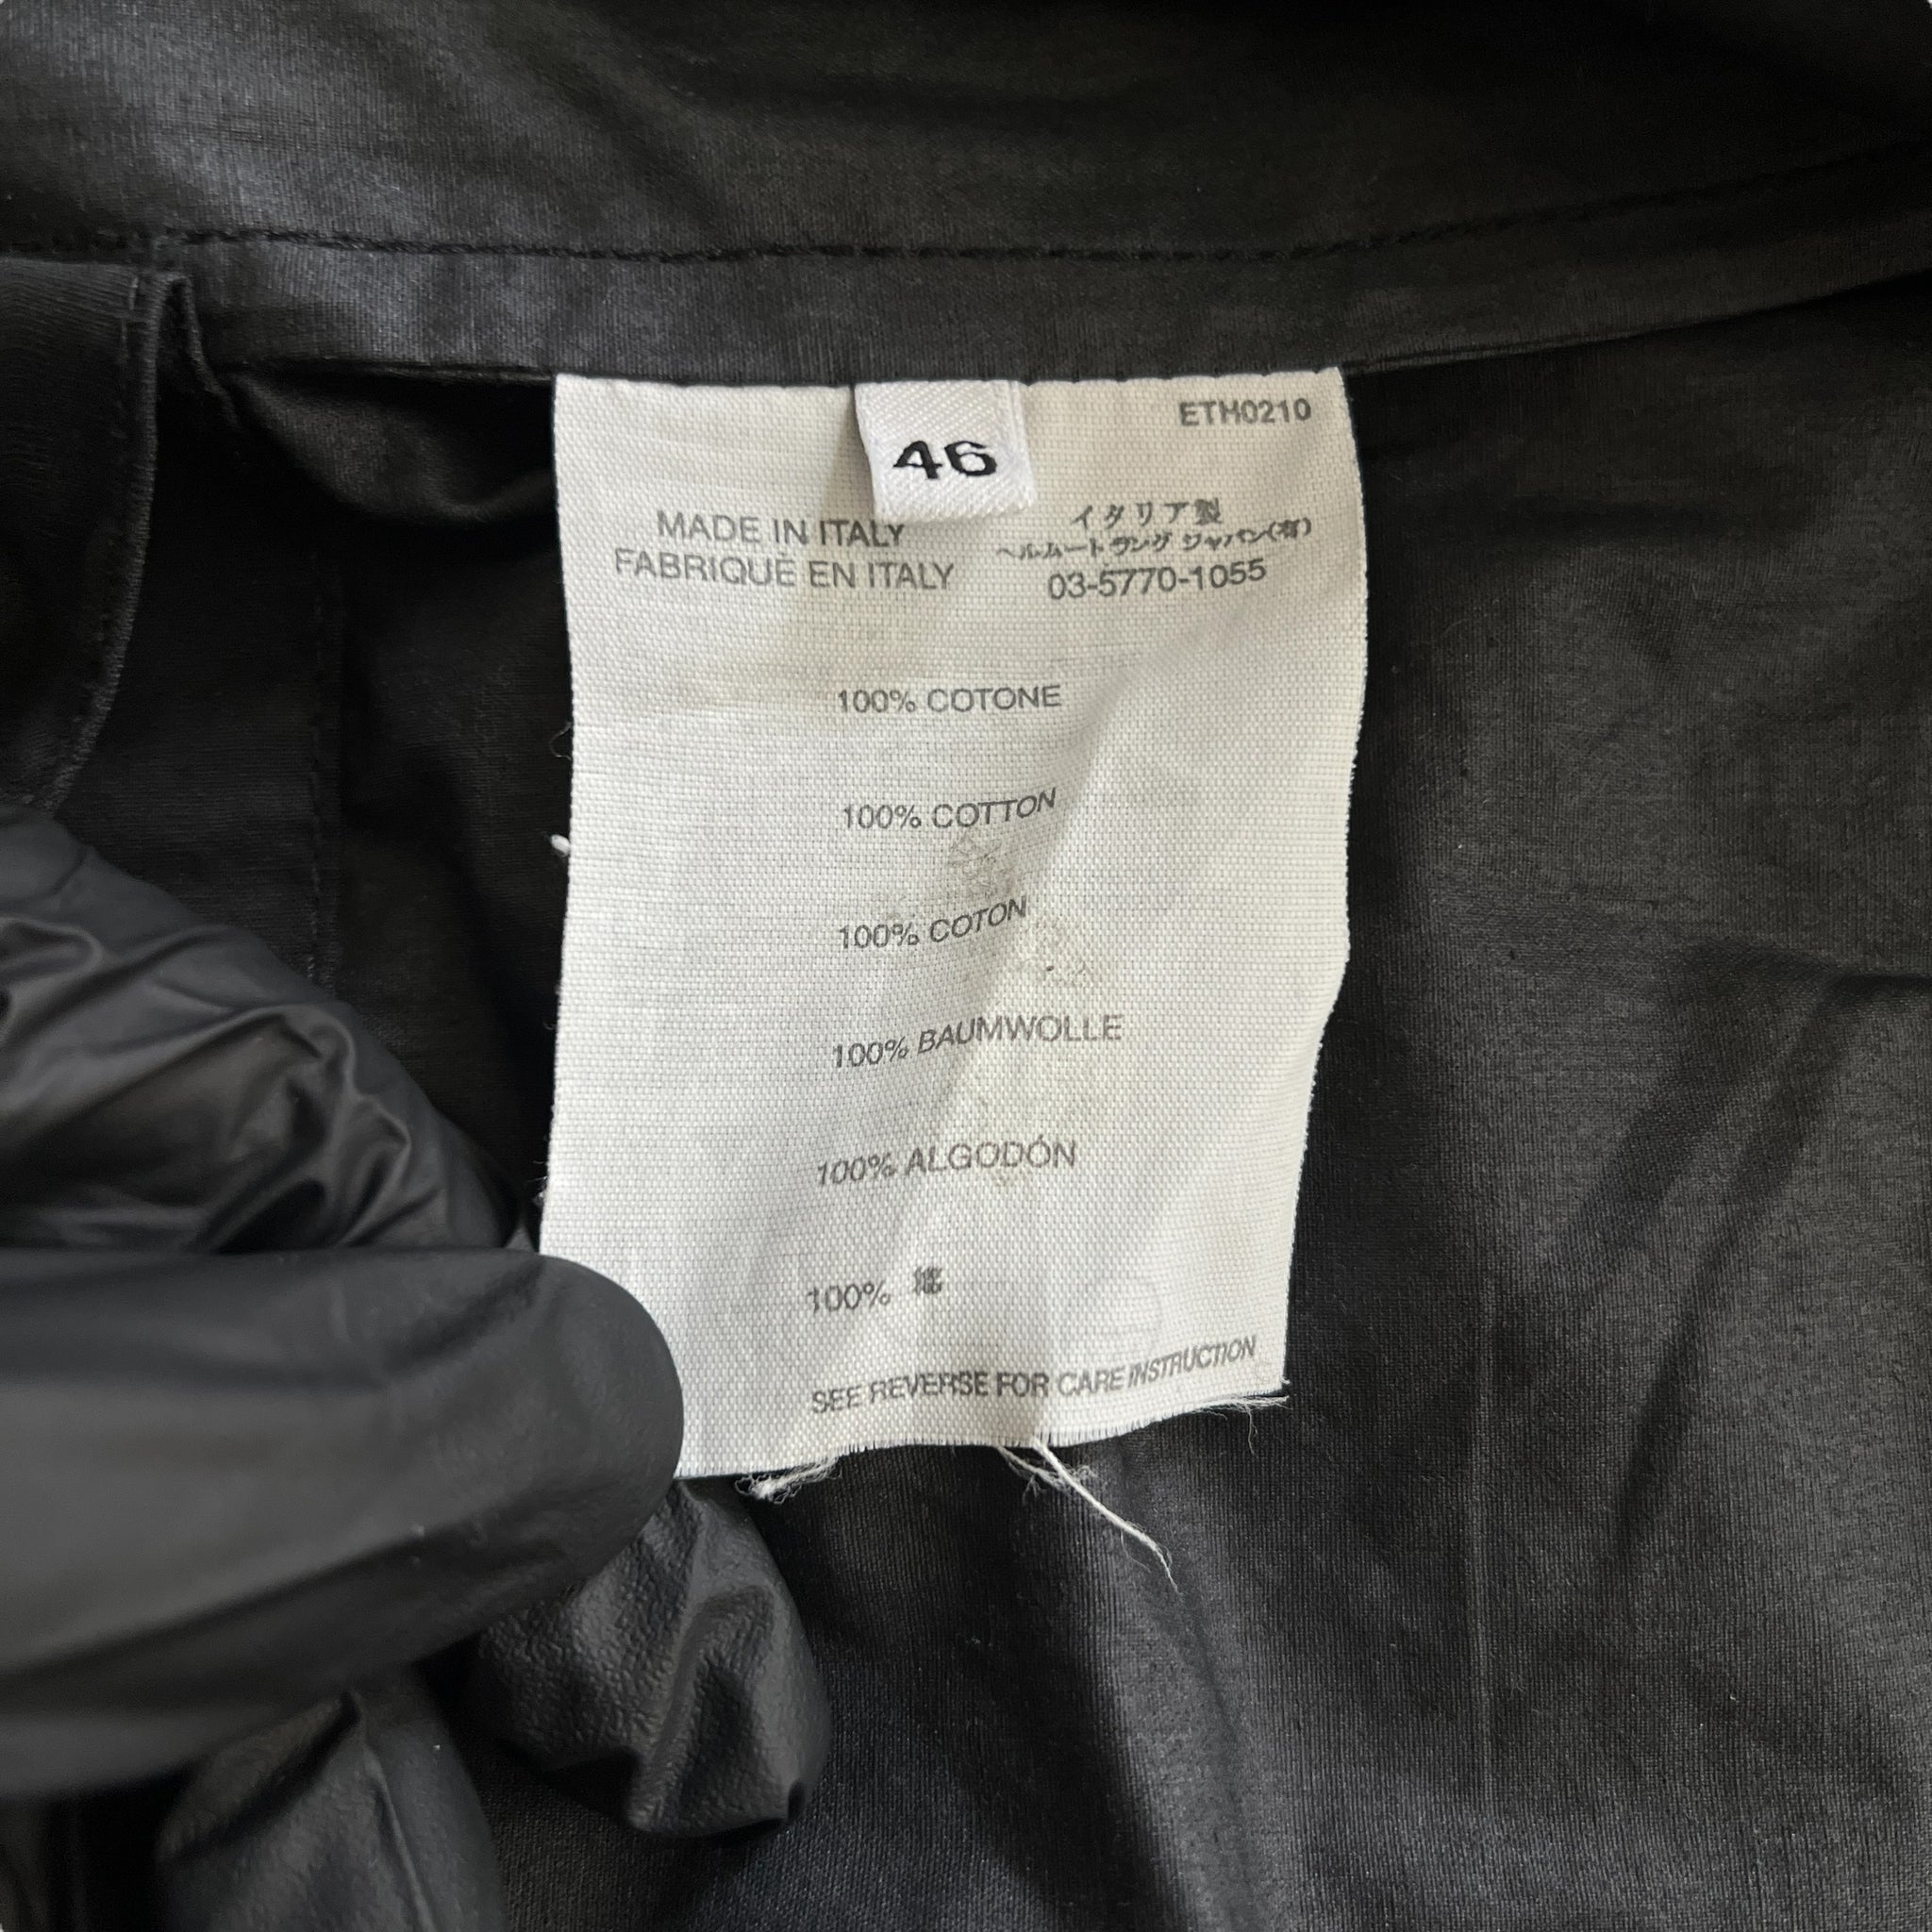 ETH0210
46
MADE IN ITALY
FABRIQUÈ EN ITALY
イタリア製
ヘルムート ラング ジャパン(有)
03-5770-1055
100% COTONE
100% COTTON
100% COTON
100% BAUMWOLLE
100% ALGODÓN
100%
SEE REVERSE FOR CARE INSTRUCTION